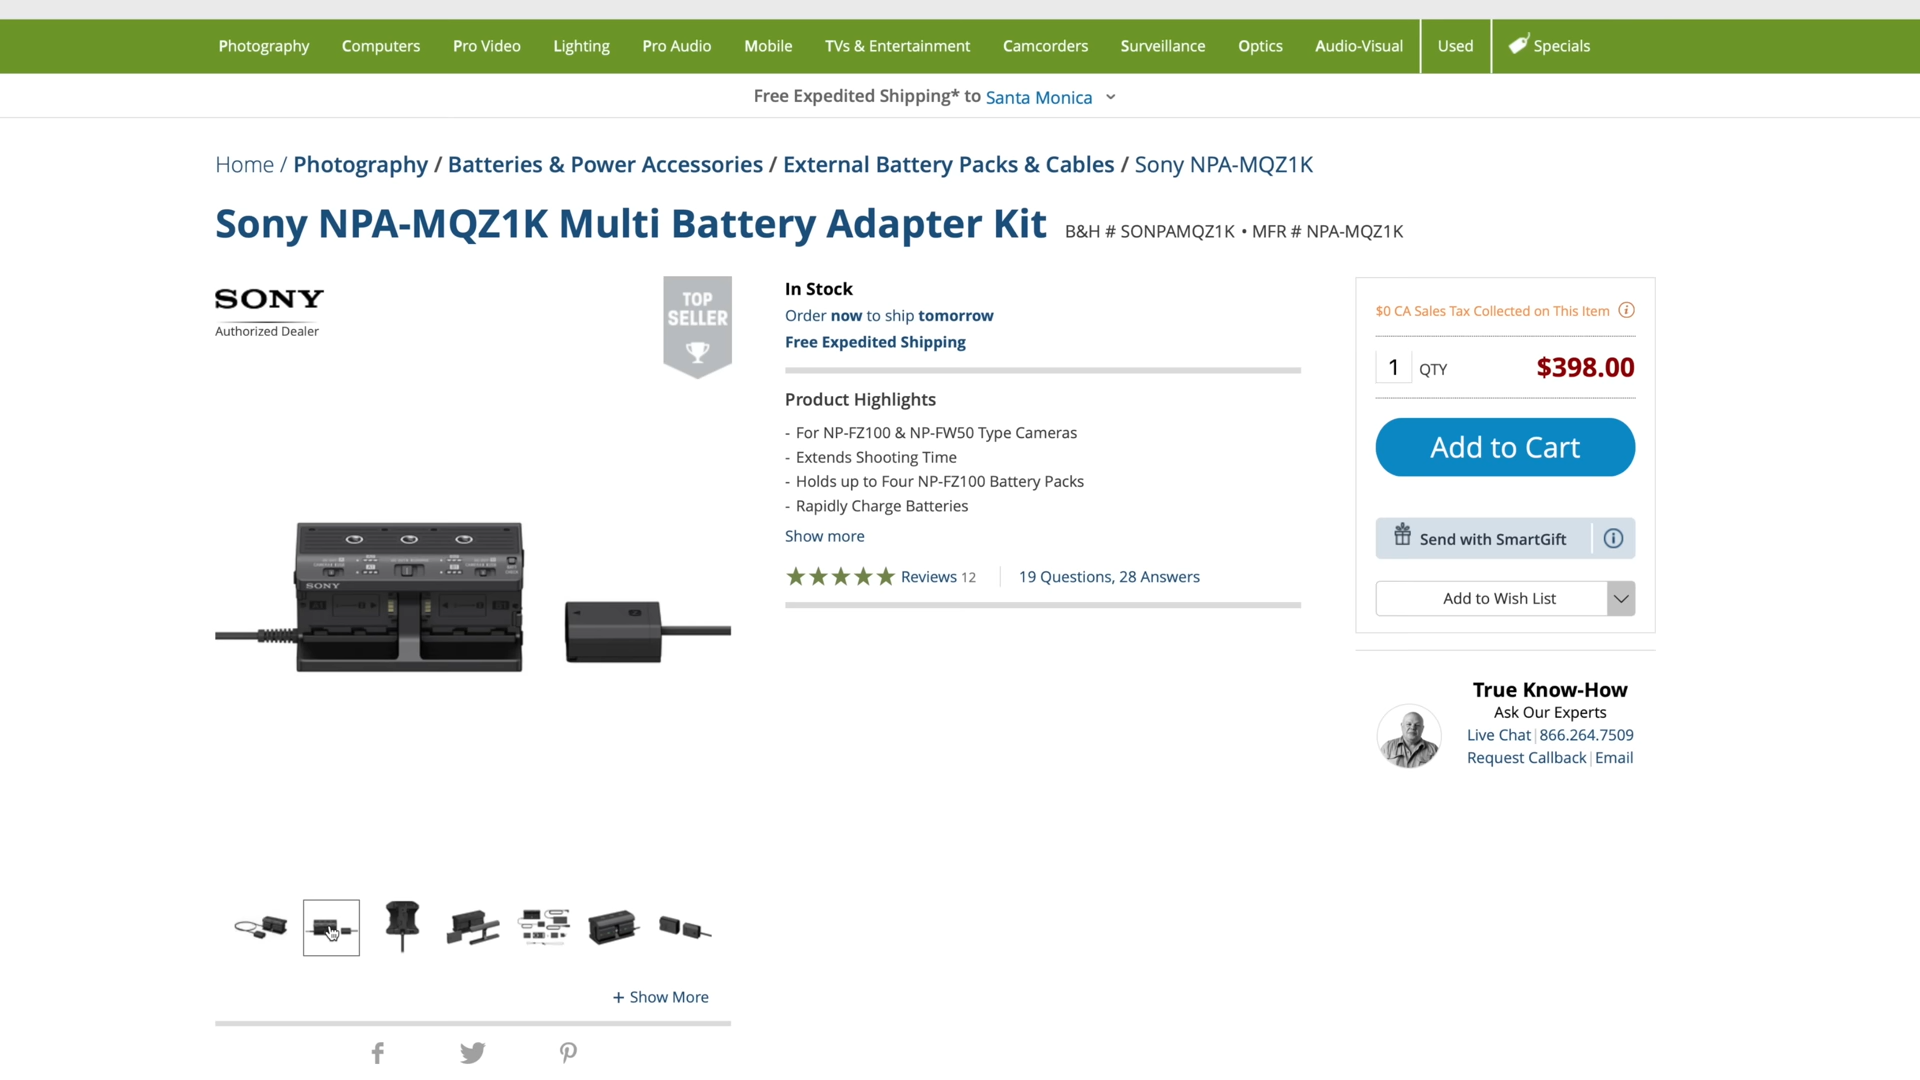 Photography Computers Pro Video Lighting Pro Audio Mobile TVs & Entertainment Camcorders Surveillance Optics Audio-Visual Used Specials
Free Expedited Shipping* to Santa Monica
Home / Photography / Batteries & Power Accessories / External Battery Packs & Cables / Sony NPA-MQZ1K
Sony NPA-MQZ1K Multi Battery Adapter Kit B&H # SONPAMQZ1K • MFR # NPA-MQZ1K
SONY
Authorized Dealer
TOP
SELLER
SONY
In Stock
Order now to ship tomorrow
Free Expedited Shipping
Product Highlights
- For NP-FZ100 & NP-FW50 Type Cameras
- Extends Shooting Time
- Holds up to Four NP-FZ100 Battery Packs
- Rapidly Charge Batteries
Show more
Reviews 12 19 Questions, 28 Answers
$0 CA Sales Tax Collected on This Item
1 QTY $398.00
Add to Cart
Send with SmartGift
Add to Wish List
True Know-How
Ask Our Experts
Live Chat | 866.264.7509
Request Callback | Email
+ Show More